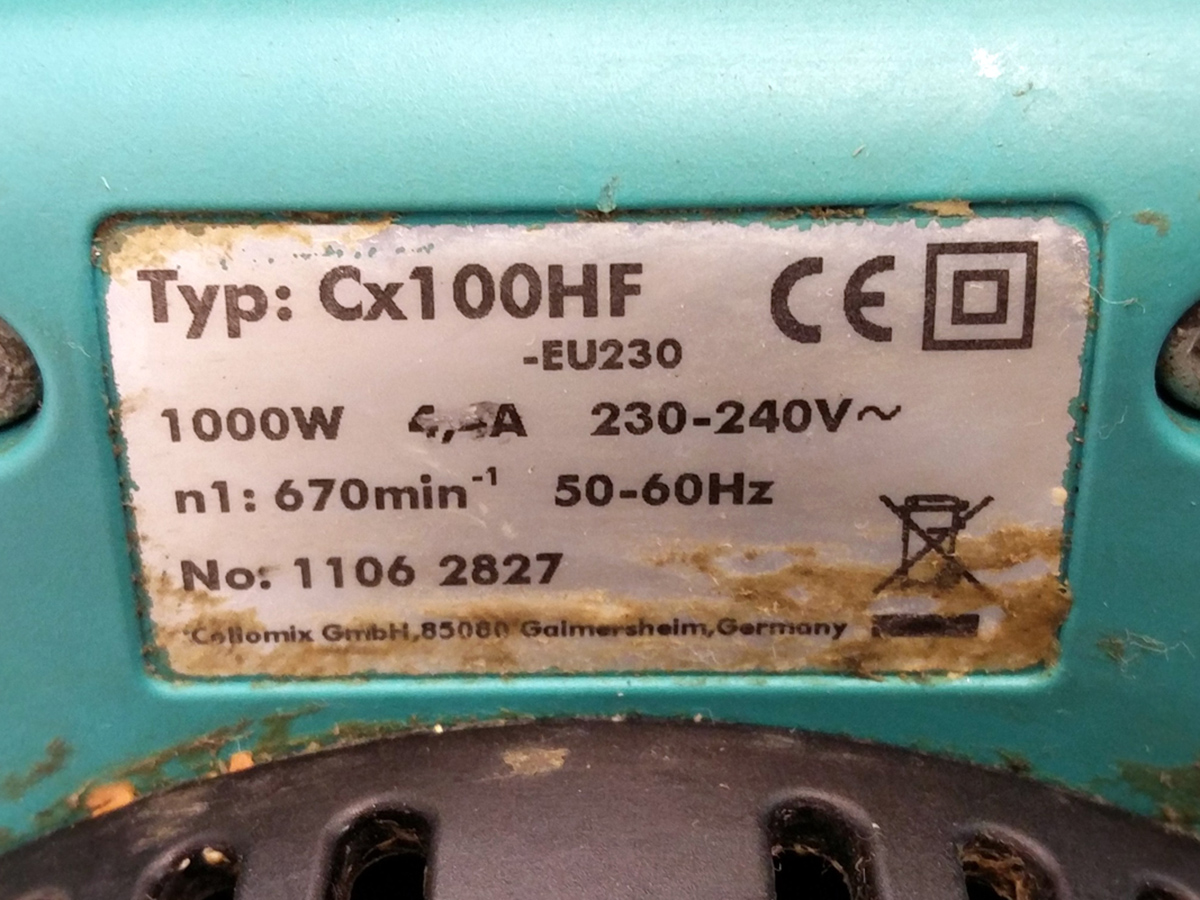 Typ: Cx100HF
CE
-EU230
1000W 230-240V~
n1: 670min⁻¹ 50-60Hz
No: 1106 2827
Collomix GmbH,85080 Gaimersheim,Germany